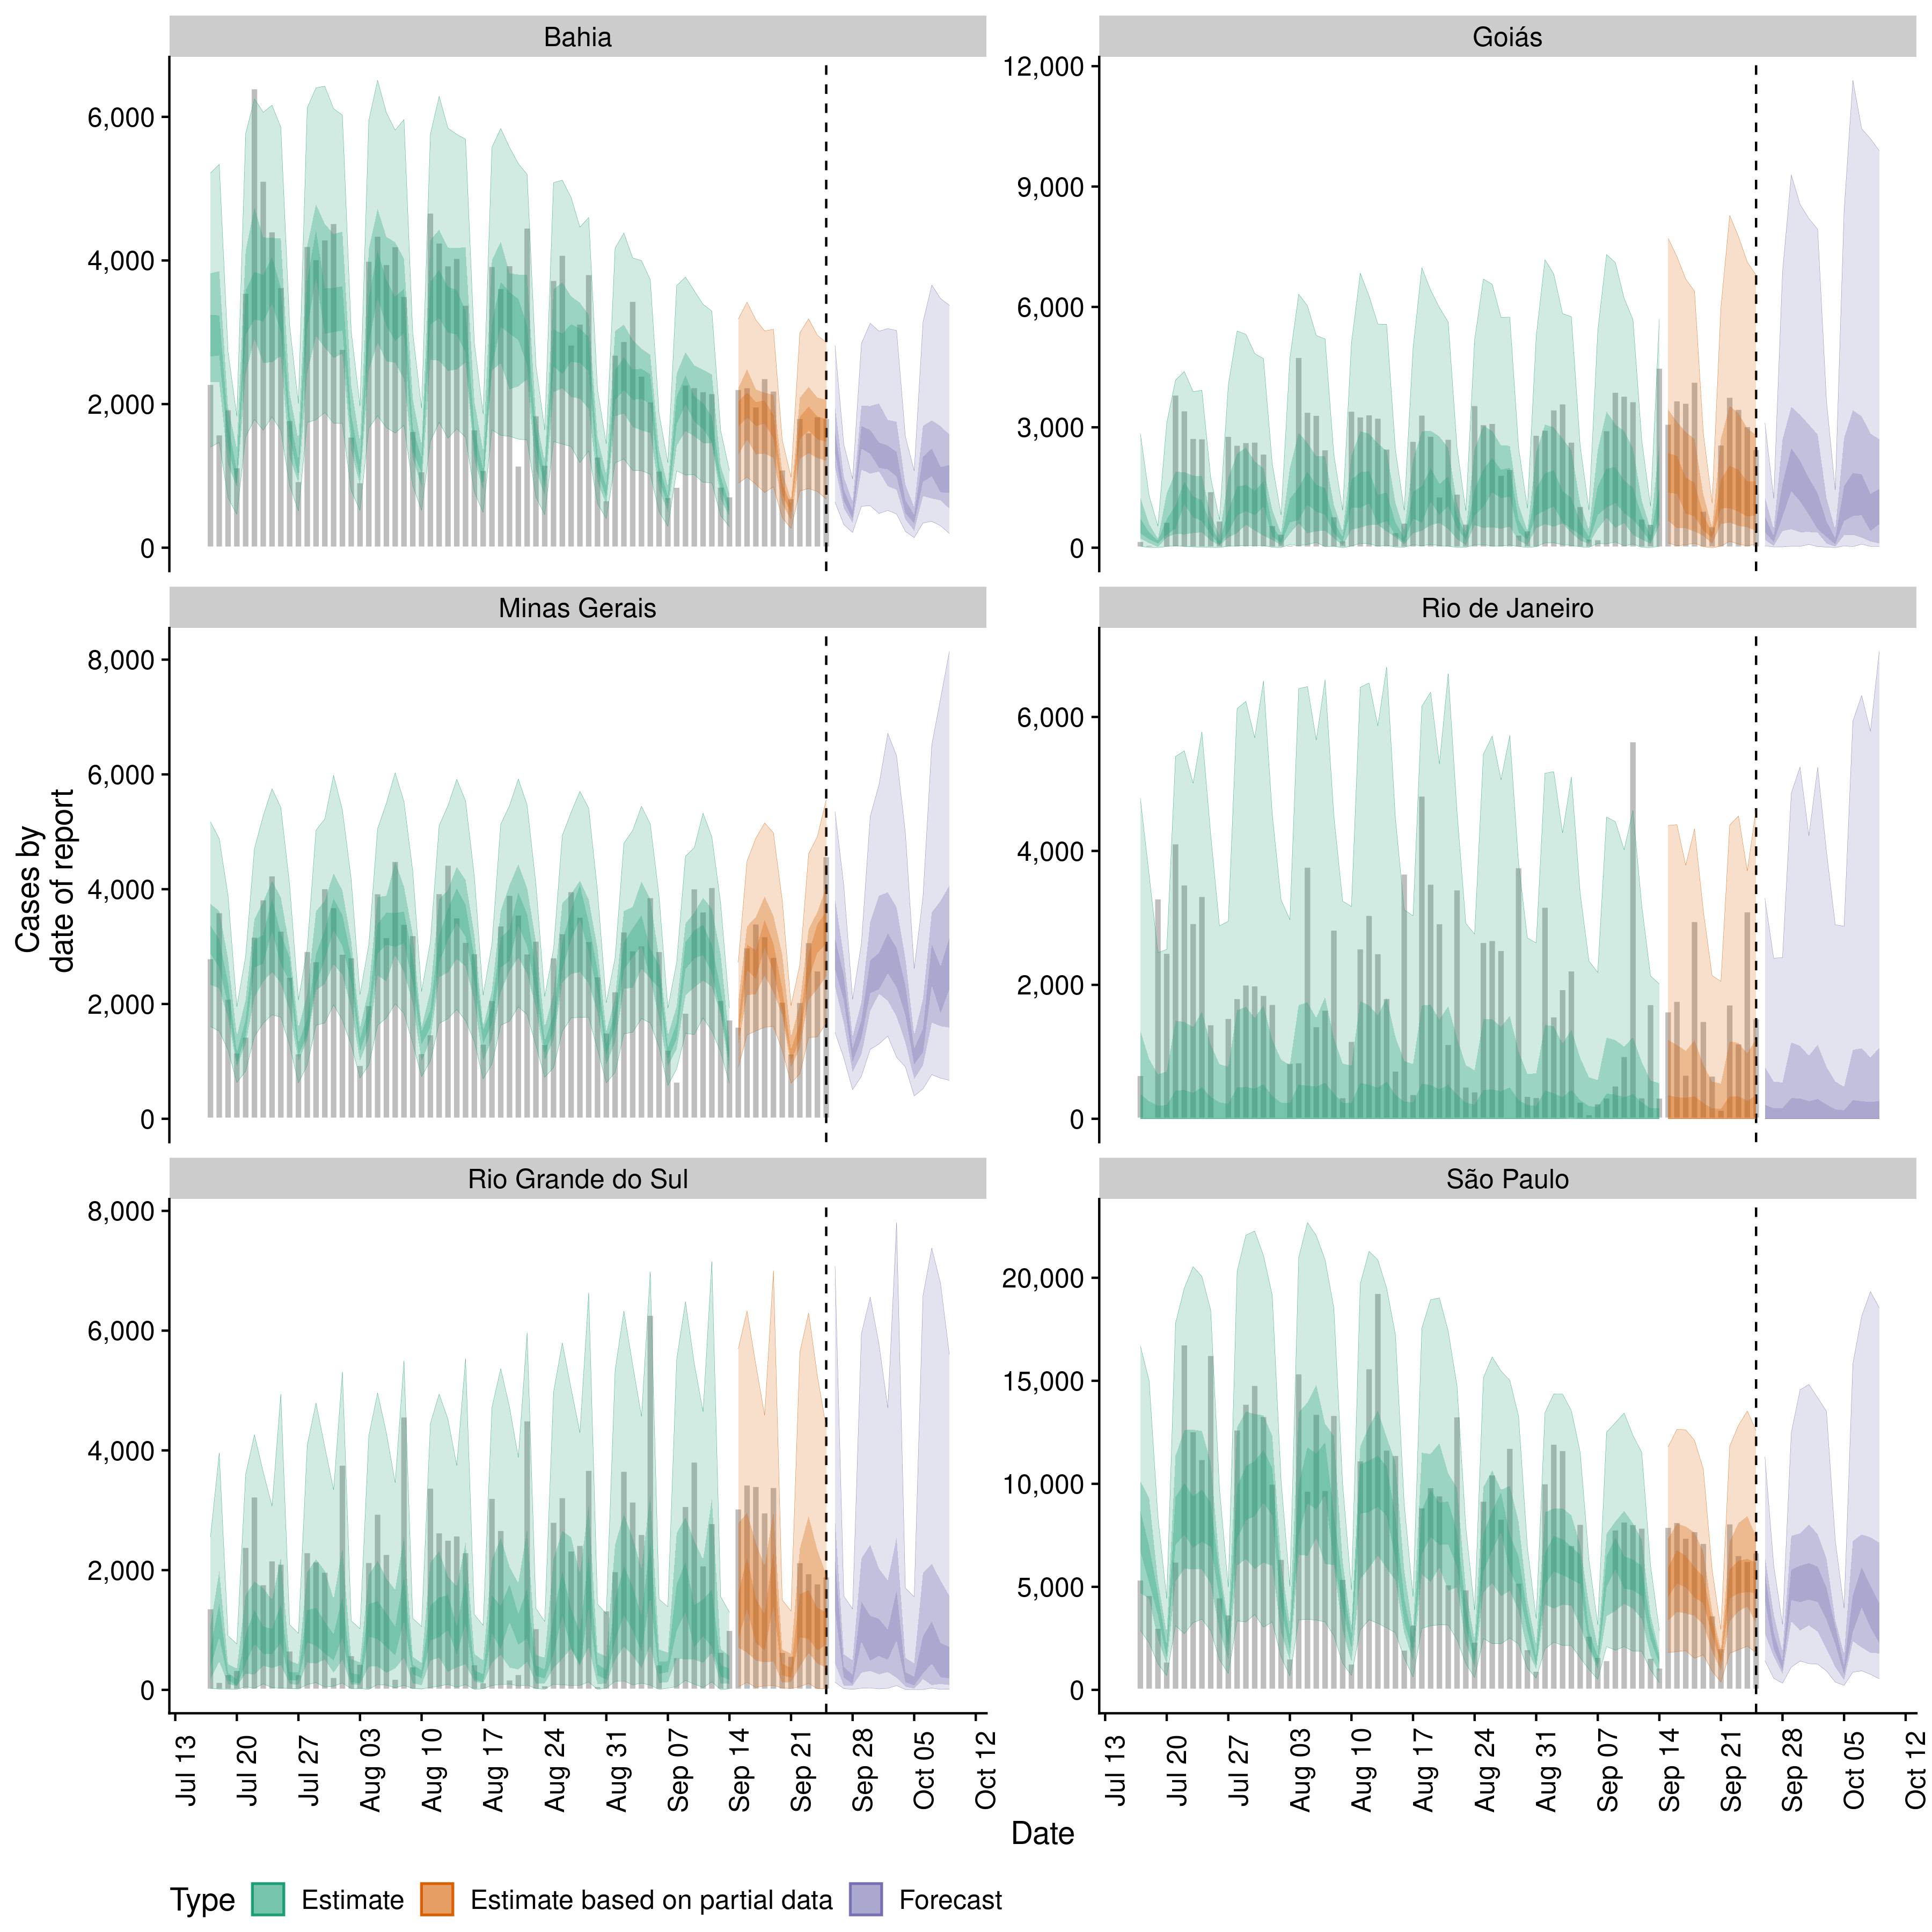 Bahia
Goiás
6,000
4,000
2,000
0
12,000
9,000
6,000
3,000
0
Minas Gerais
Rio de Janeiro
8,000
6,000
4,000
2,000
0
6,000
4,000
2,000
0
Cases by
date of report
Rio Grande do Sul
São Paulo
8,000
6,000
4,000
2,000
0
20,000
15,000
10,000
5,000
0
Jul 13 Jul 20 Jul 27 Aug 03 Aug 10 Aug 17 Aug 24 Aug 31 Sep 07 Sep 14 Sep 21 Sep 28 Oct 05 Oct 12
Jul 13 Jul 20 Jul 27 Aug 03 Aug 10 Aug 17 Aug 24 Aug 31 Sep 07 Sep 14 Sep 21 Sep 28 Oct 05 Oct 12
Date
Type Estimate Estimate based on partial data Forecast